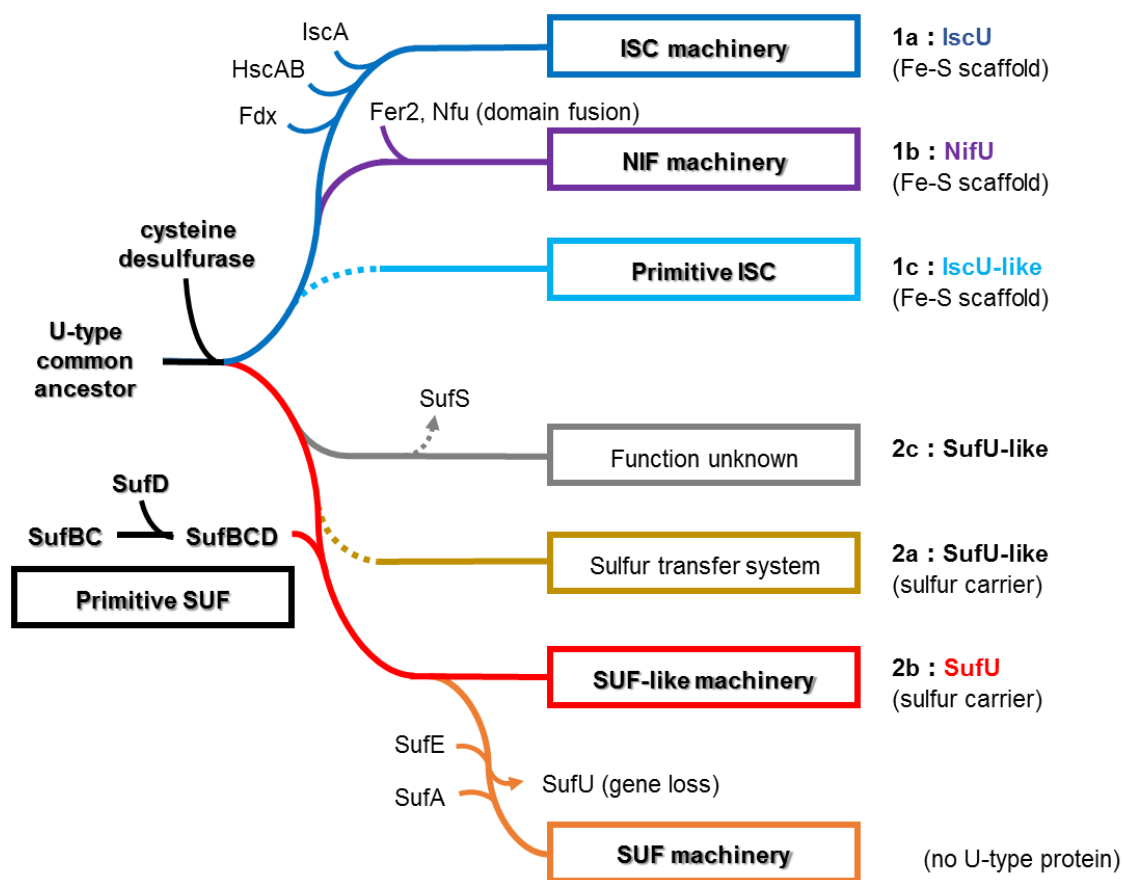 IscA
HscAB
Fdx
ISC machinery
1a : IscU
(Fe-S scaffold)
Fer2, Nfu (domain fusion)
NIF machinery
1b : NifU
(Fe-S scaffold)
cysteine
desulfurase
Primitive ISC
1c : IscU-like
(Fe-S scaffold)
U-type
common
ancestor
SufS
Function unknown
2c : SufU-like
SufD
SufBC
SufBCD
Primitive SUF
Sulfur transfer system
2a : SufU-like
(sulfur carrier)
SUF-like machinery
2b : SufU
(sulfur carrier)
SufE
SufA
SufU (gene loss)
SUF machinery
(no U-type protein)